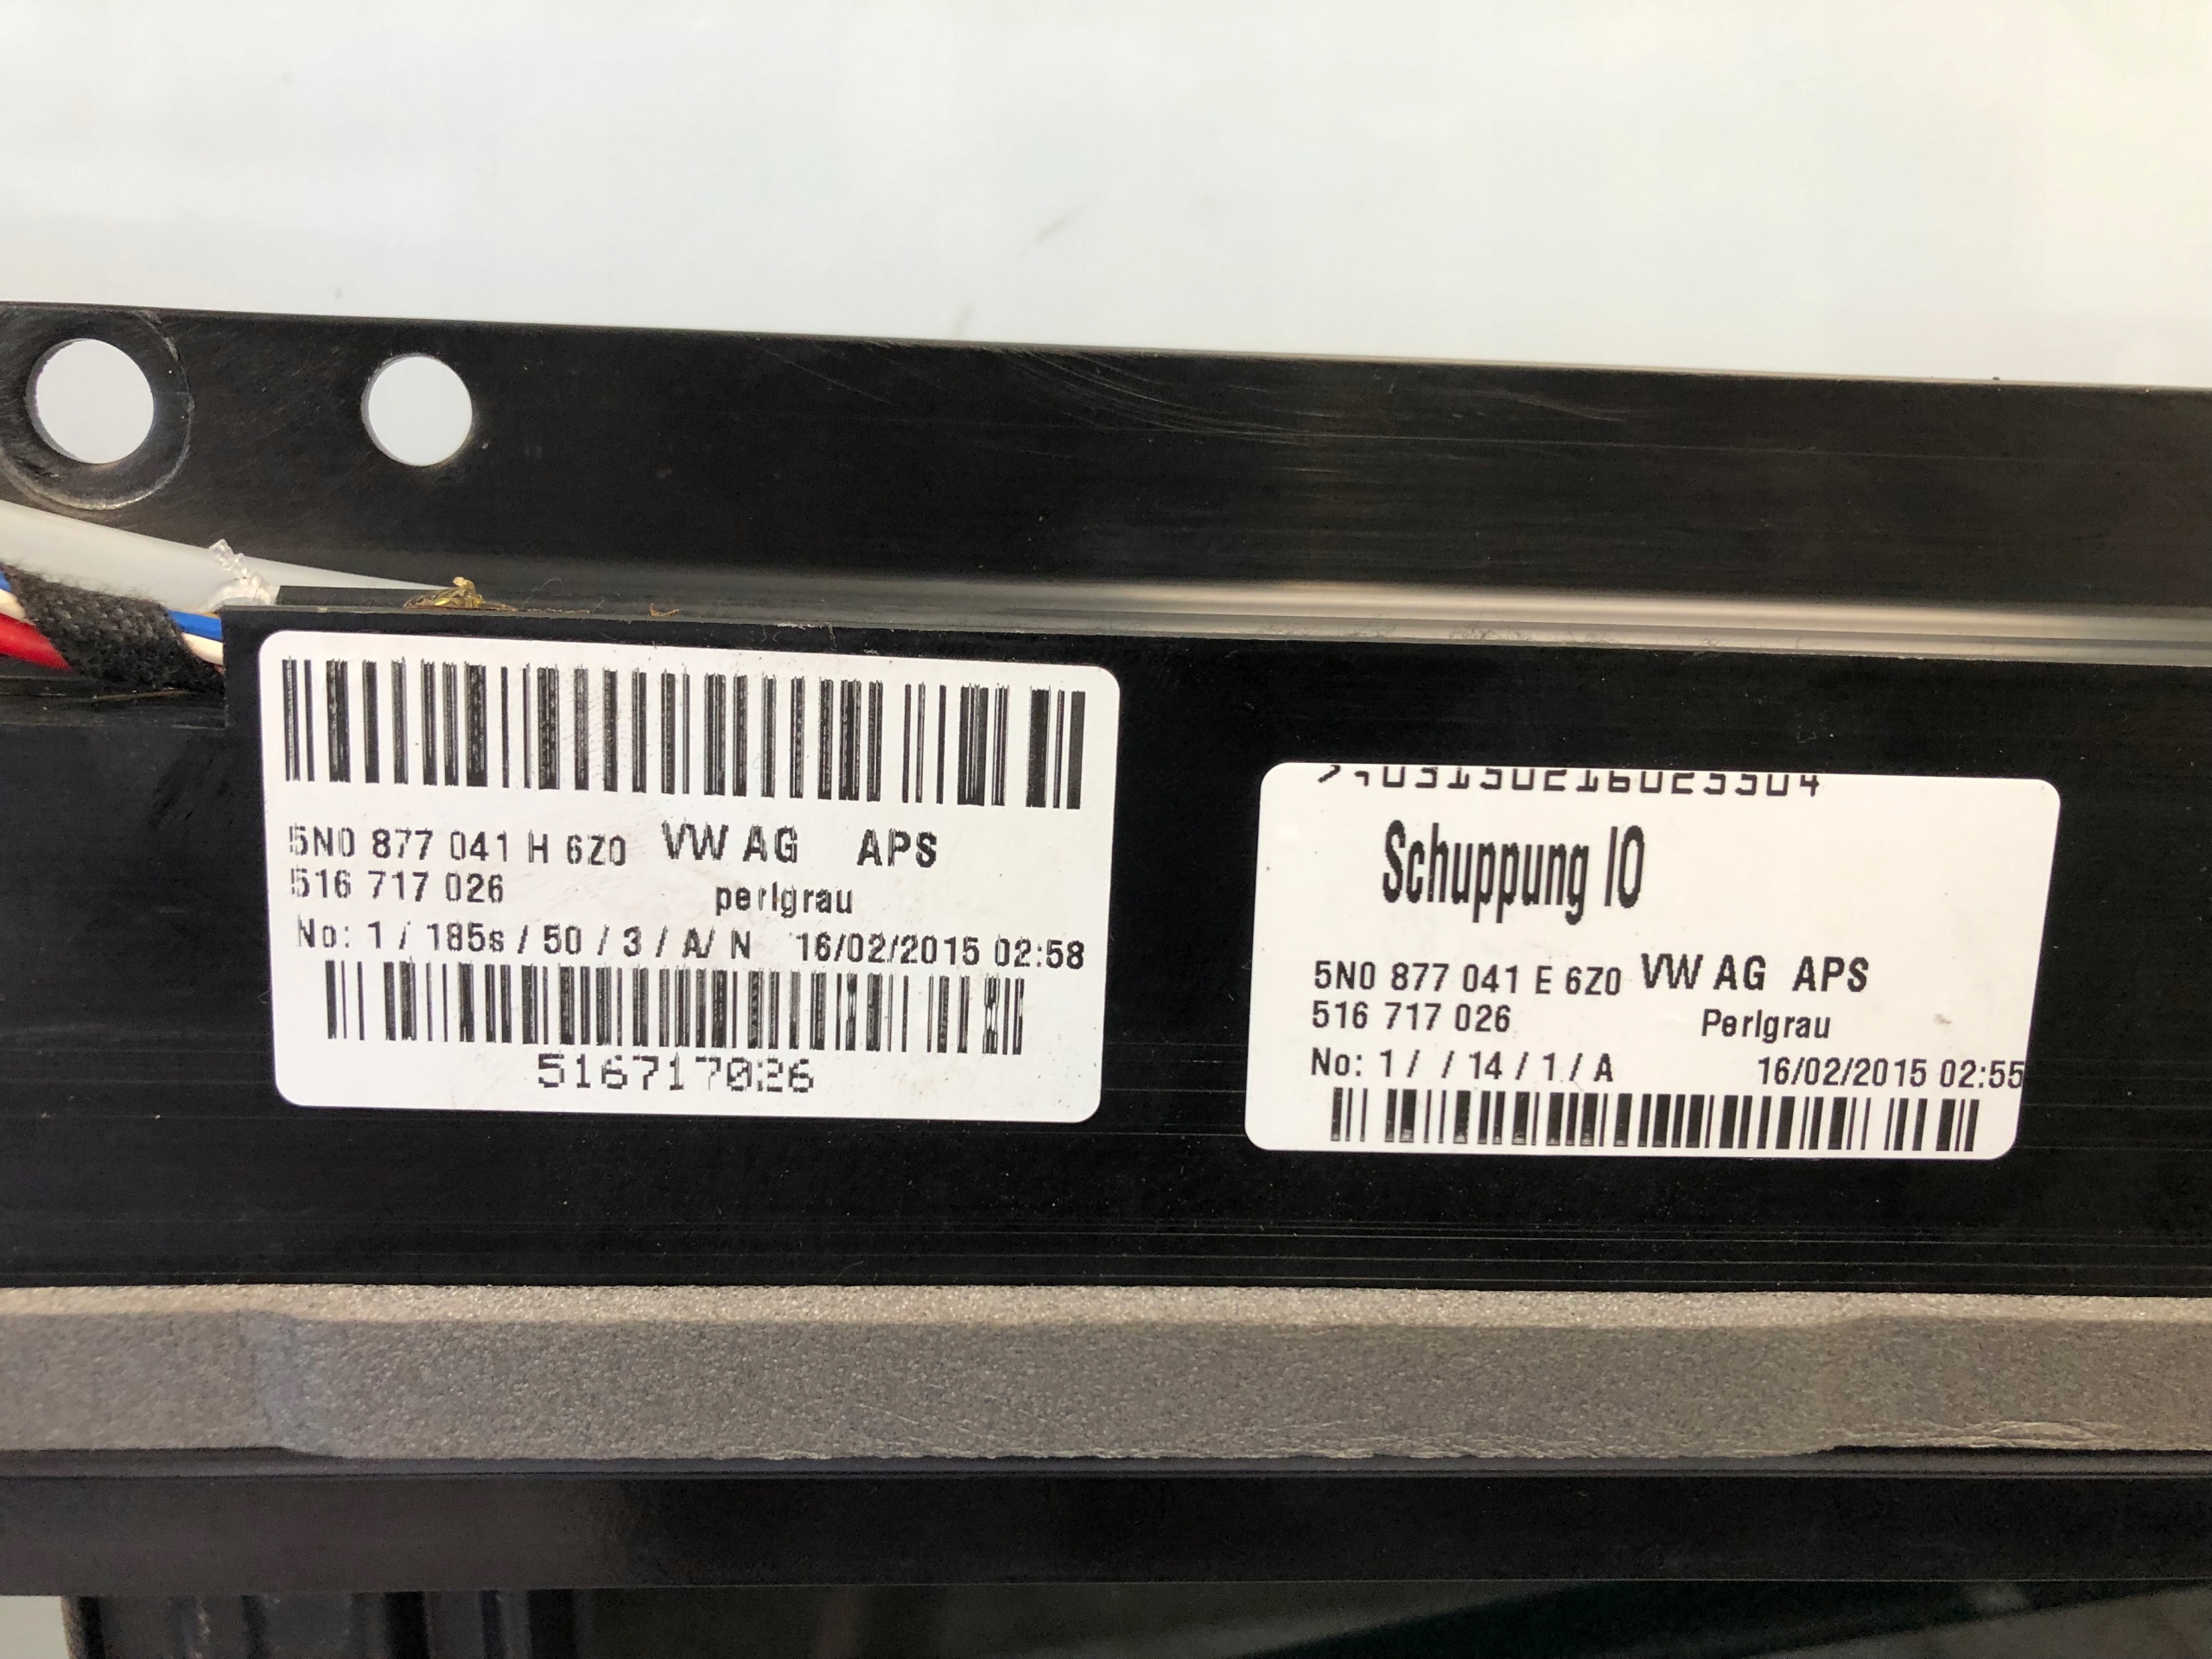 5N0 877 041 H 6Z0 VW AG APS
516 717 026 perlgrau
No: 1 / 185s / 50 / 3 / A/ N 16/02/2015 02:58
516717026
Schuppung IO
5N0 877 041 E 6Z0 VW AG APS
516 717 026 Perlgrau
No: 1 / / 14 / 1 / A 16/02/2015 02:55